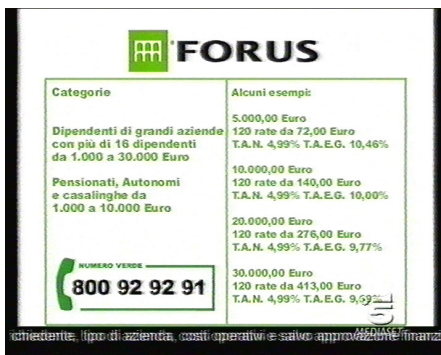 FORUS
Categorie
Dipendenti di grandi aziende
con più di 16 dipendenti
da 1.000 a 30.000 Euro
Pensionati, Autonomi
e casalinghe da
1.000 a 10.000 Euro
NUMERO VERDE
800 92 92 91
Alcuni esempi:
5.000,00 Euro
120 rate da 72,00 Euro
T.A.N. 4,99% T.A.E.G. 10,46%
10.000,00 Euro
120 rate da 140,00 Euro
T.A.N. 4,99% T.A.E.G. 10,00%
20.000,00 Euro
120 rate da 276,00 Euro
T.A.N. 4,99% T.A.E.G. 9,77%
30.000,00 Euro
120 rate da 413,00 Euro
T.A.N. 4,99% T.A.E.G.
5
MEDIASET
chiedente, tipo di azienda, costi operativi e salvo approvazione finanza